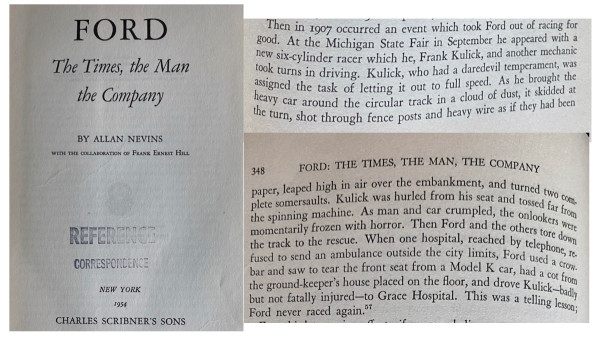 FORD
The Times, the Man
the Company
BY ALLAN NEVINS
WITH THE COLLABORATION OF FRANK ERNEST HILL
REFERENCE
CORRESPONDENCE
NEW YORK
1954
CHARLES SCRIBNER'S SONS
Then in 1907 occurred an event which took Ford out of racing for
good. At the Michigan State Fair in September he appeared with a
new six-cylinder racer which he, Frank Kulick, and another mechanic
took turns in driving. Kulick, who had a daredevil temperament, was
assigned the task of letting it out to full speed. As he brought the
heavy car around the circular track in a cloud of dust, it skidded at
the turn, shot through fence posts and heavy wire as if they had been
348 FORD: THE TIMES, THE MAN, THE COMPANY
paper, leaped high in air over the embankment, and turned two com-
plete somersaults. Kulick was hurled from his seat and tossed far from
the spinning machine. As man and car crumpled, the onlookers were
momentarily frozen with horror. Then Ford and the others tore down
the track to the rescue. When one hospital, reached by telephone, re-
fused to send an ambulance outside the city limits, Ford used a crow-
bar and saw to tear the front seat from a Model K car, had a cot from
the ground-keeper's house placed on the floor, and drove Kulick—badly
but not fatally injured—to Grace Hospital. This was a telling lesson;
Ford never raced again.57